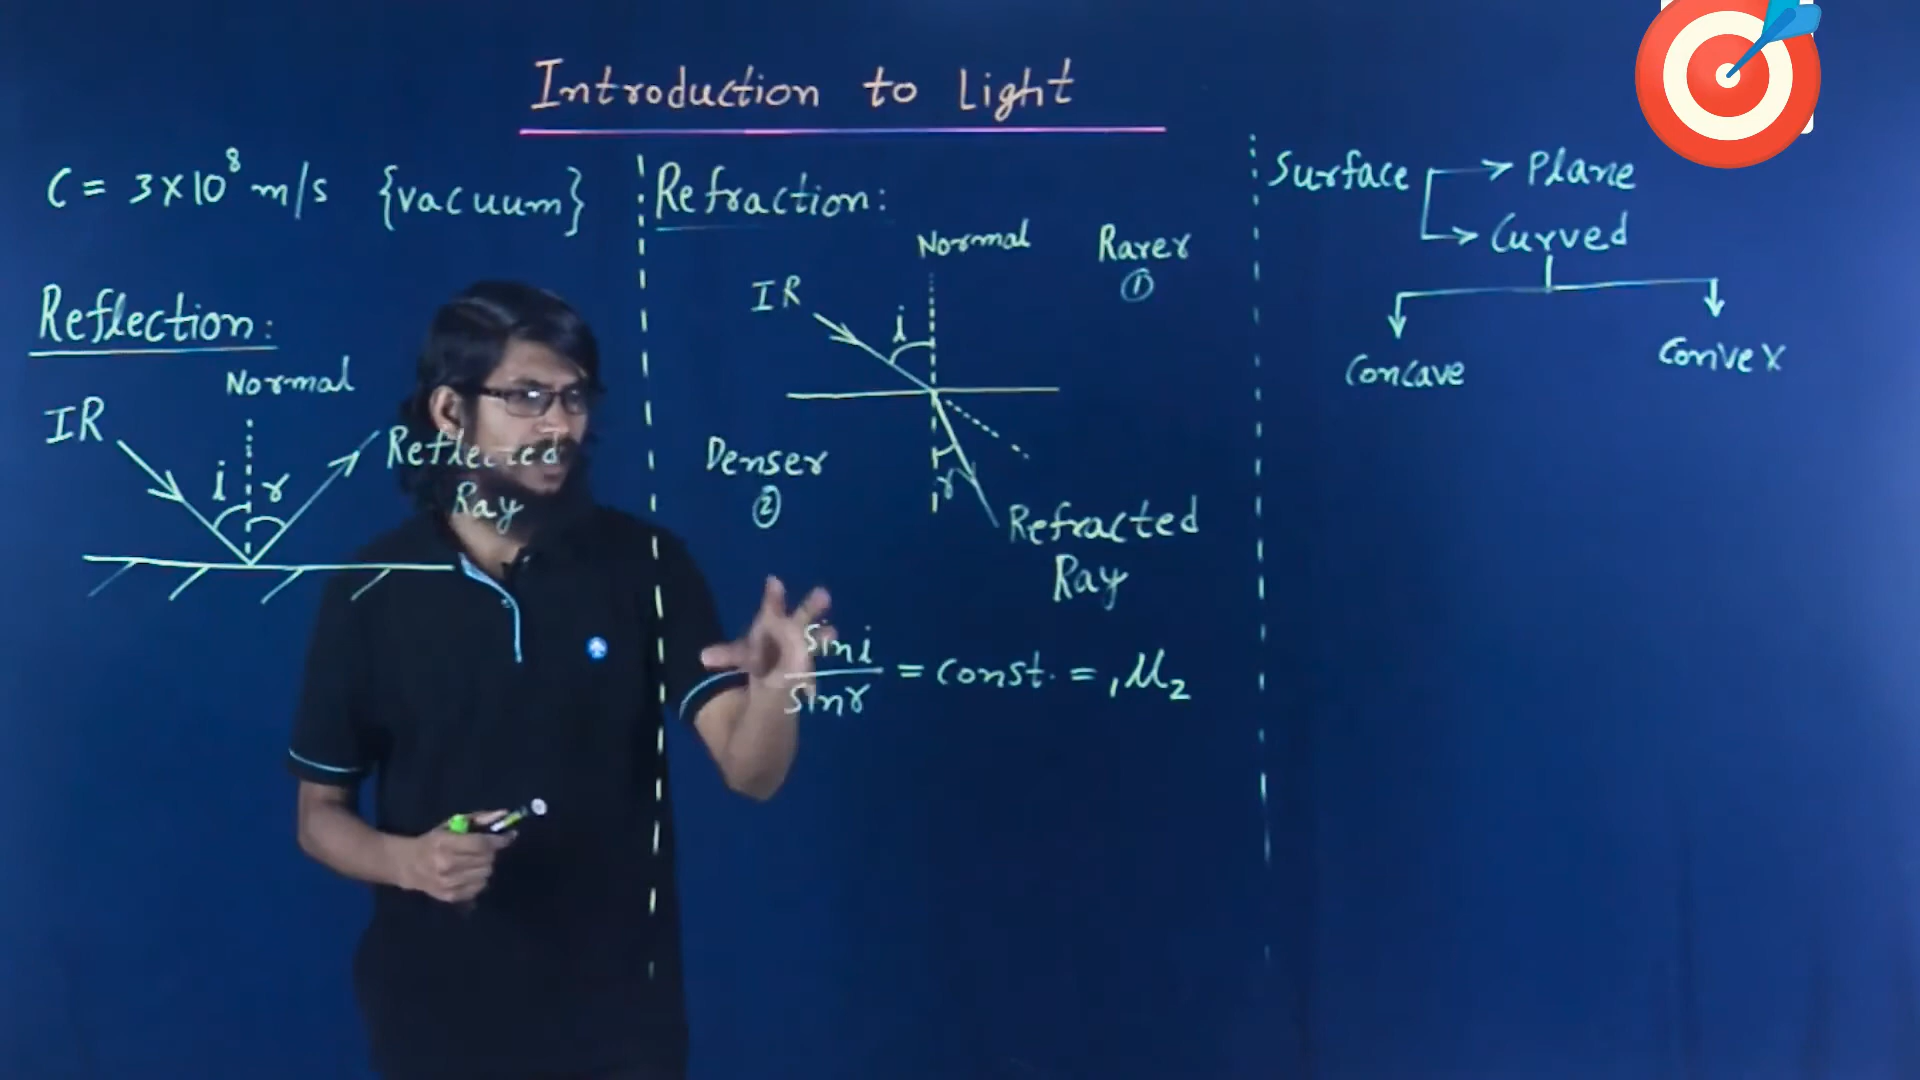 Introduction to Light
C = 3×10⁸ m/s {vacuum}
Reflection:
Normal
IR
i r
Reflected
Ray
Refraction:
Normal
Rarer
①
IR
i
Denser
②
r
Refracted
Ray
sin i / sin r = const. = ₁μ₂
Surface
Plane
Curved
Concave
Convex